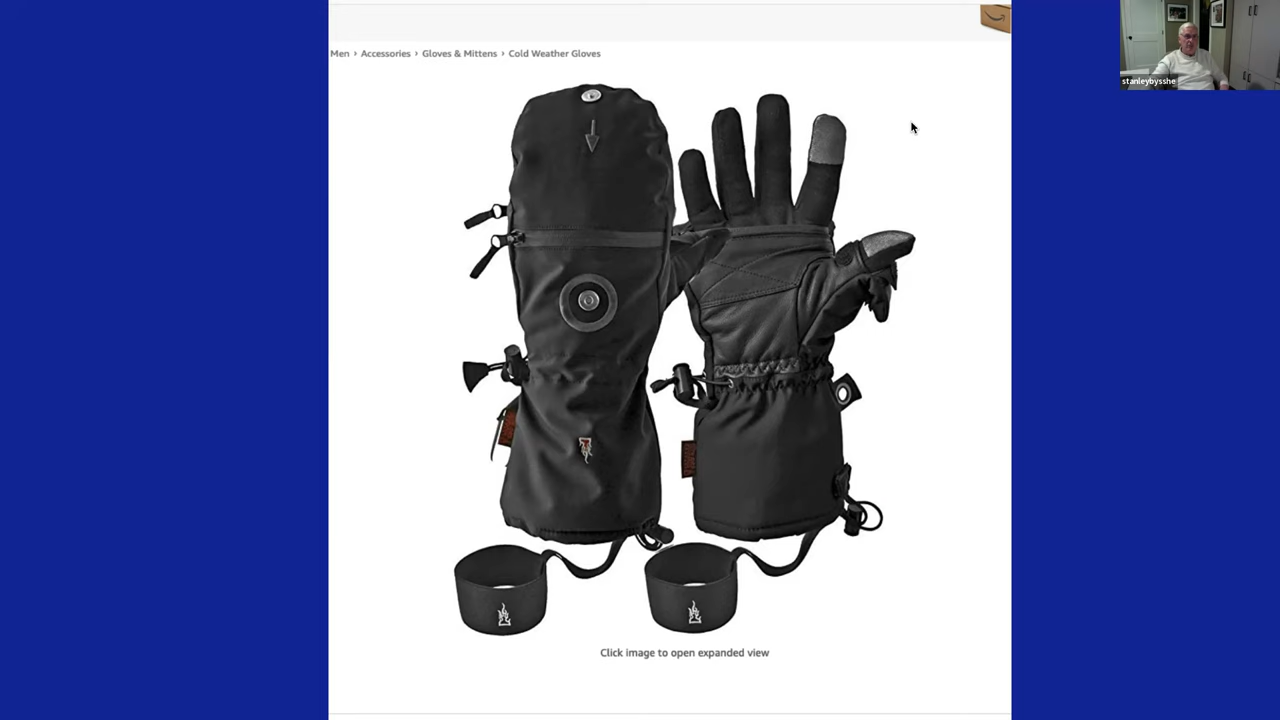 Men › Accessories › Gloves & Mittens › Cold Weather Gloves
stanleybysshe
Click image to open expanded view